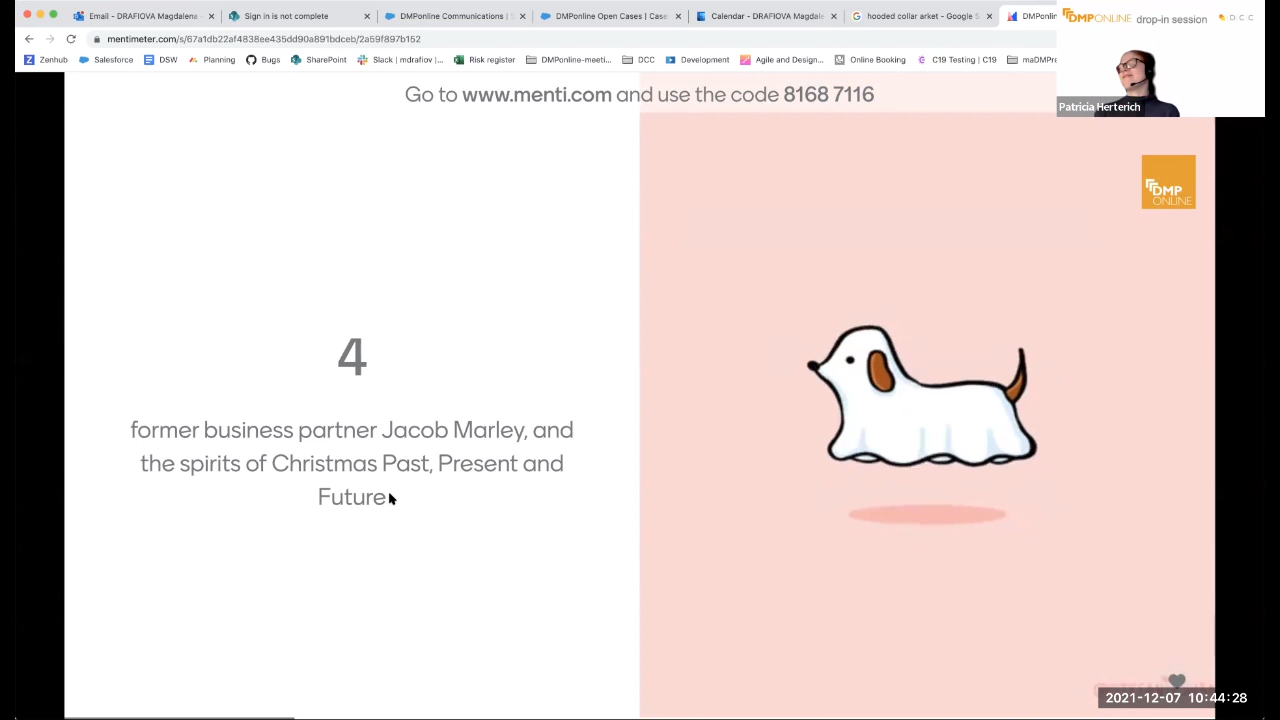 Email - DRAFIOVA Magdalena
Sign in is not complete
DMPonline Communications | S
DMPonline Open Cases | Case
Calendar - DRAFIOVA Magdale
hooded collar arket - Google S
DMPonlin
DMPONLINE drop-in session
DCC
mentimeter.com/s/67a1db22af4838ee435dd90a891bdceb/2a59f897b152
Zenhub
Salesforce
DSW
Planning
Bugs
SharePoint
Slack | mdrafiov |...
Risk register
DMPonline-meeti...
DCC
Development
Agile and Design...
Online Booking
C19 Testing | C19
maDMPre
Patricia Herterich
Go to www.menti.com and use the code 8168 7116
DMP
ONLINE
4
former business partner Jacob Marley, and
the spirits of Christmas Past, Present and
Future
2021-12-07 10:44:28